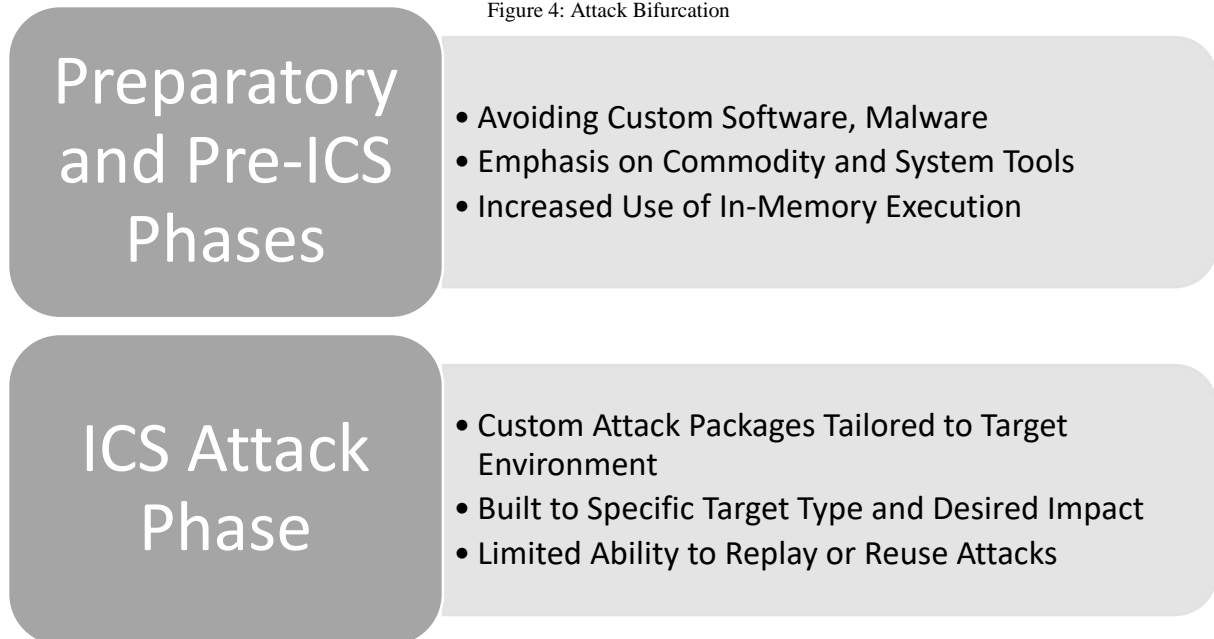 Figure 4: Attack Bifurcation
Preparatory
and Pre-ICS
Phases
• Avoiding Custom Software, Malware
• Emphasis on Commodity and System Tools
• Increased Use of In-Memory Execution
ICS Attack
Phase
• Custom Attack Packages Tailored to Target
Environment
• Built to Specific Target Type and Desired Impact
• Limited Ability to Replay or Reuse Attacks